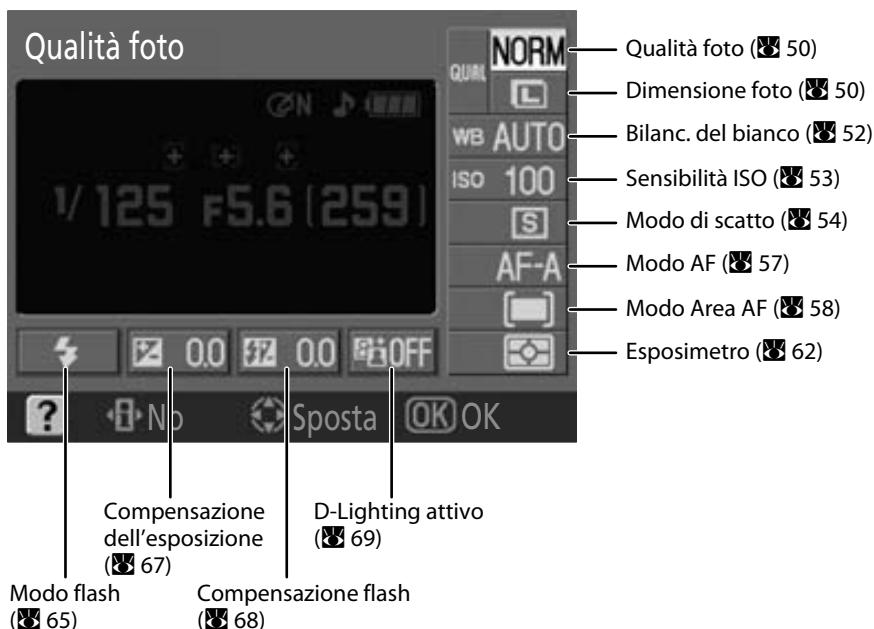 Qualità foto
QUAL NORM
L
WB AUTO
ISO 100
S
AF-A
N
1/125 F5.6 [259]
0.0 0.0 OFF
? No Sposta OK OK
Qualità foto ( 50)
Dimensione foto ( 50)
Bilanc. del bianco ( 52)
Sensibilità ISO ( 53)
Modo di scatto ( 54)
Modo AF ( 57)
Modo Area AF ( 58)
Esposimetro ( 62)
Compensazione
dell’esposizione
( 67)
D-Lighting attivo
( 69)
Modo flash
( 65)
Compensazione flash
( 68)